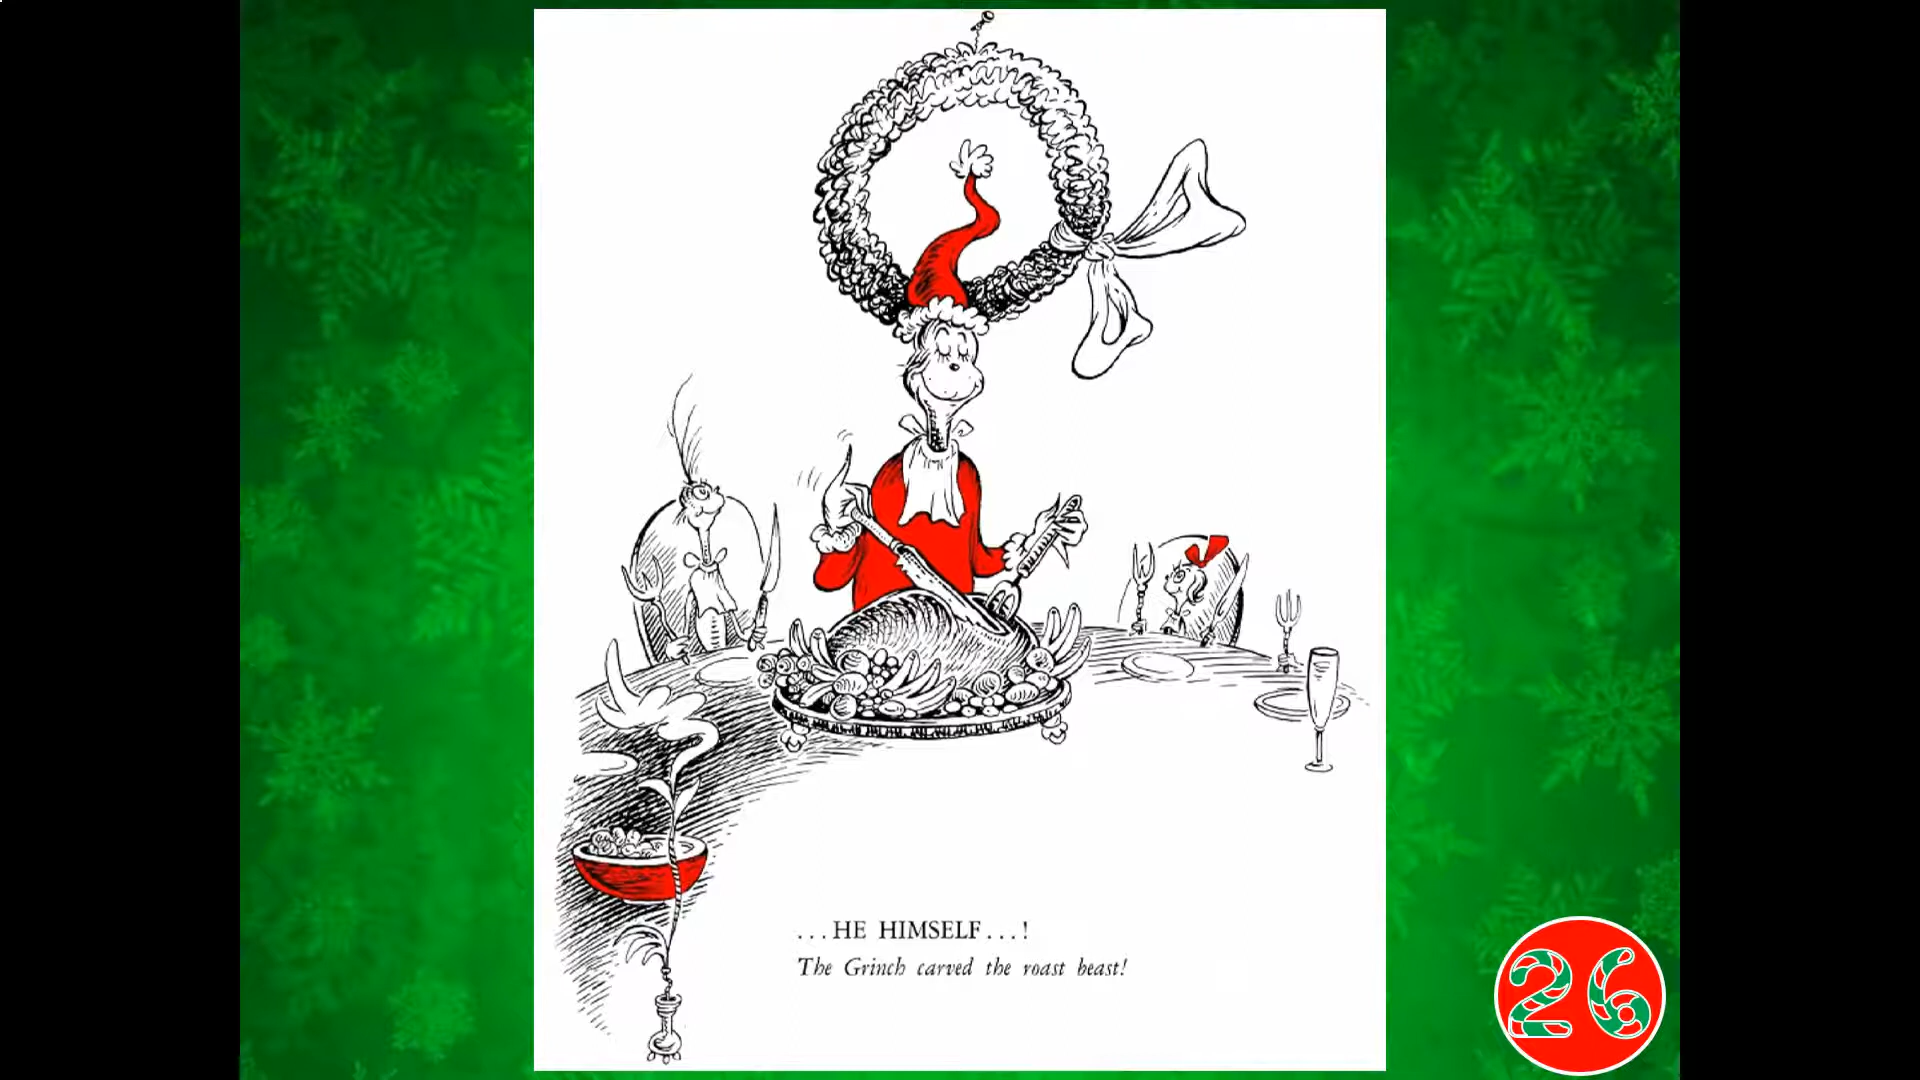 ...HE HIMSELF...!
The Grinch carved the roast beast!
26